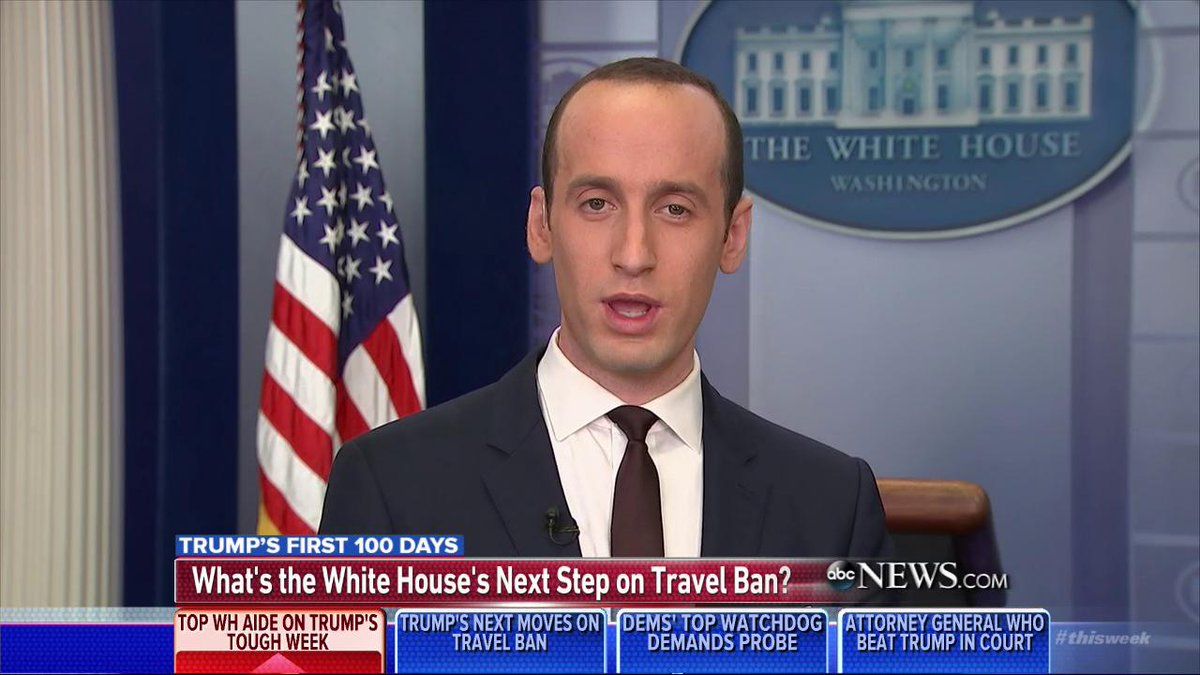 THE WHITE HOUSE
WASHINGTON
TRUMP'S FIRST 100 DAYS
What's the White House's Next Step on Travel Ban?
abc NEWS.COM
TOP WH AIDE ON TRUMP'S
TOUGH WEEK
TRUMP'S NEXT MOVES ON
TRAVEL BAN
DEMS' TOP WATCHDOG
DEMANDS PROBE
ATTORNEY GENERAL WHO
BEAT TRUMP IN COURT
#thisweek